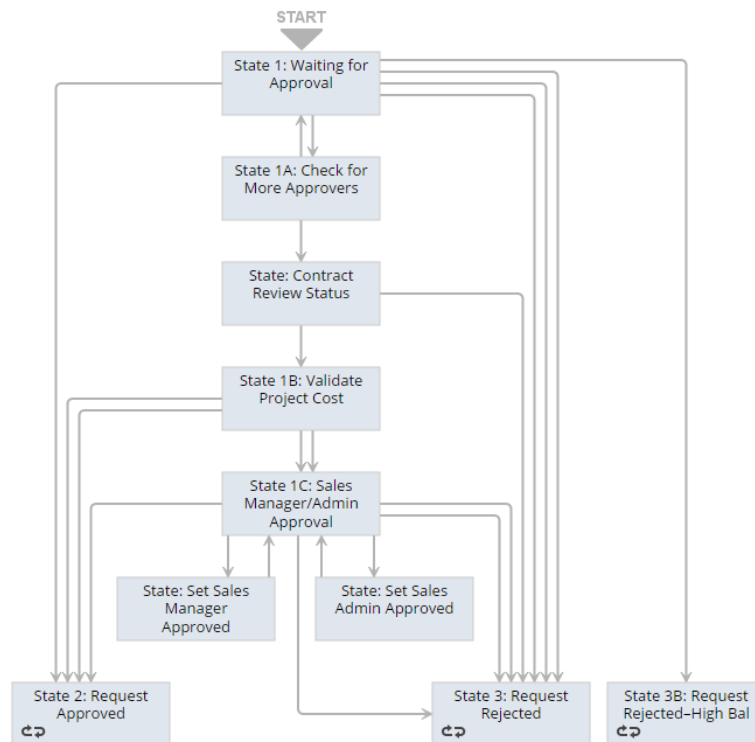 START
State 1: Waiting for
Approval
State 1A: Check for
More Approvers
State: Contract
Review Status
State 1B: Validate
Project Cost
State 1C: Sales
Manager/Admin
Approval
State: Set Sales
Manager
Approved
State: Set Sales
Admin Approved
State 2: Request
Approved
State 3: Request
Rejected
State 3B: Request
Rejected–High Bal